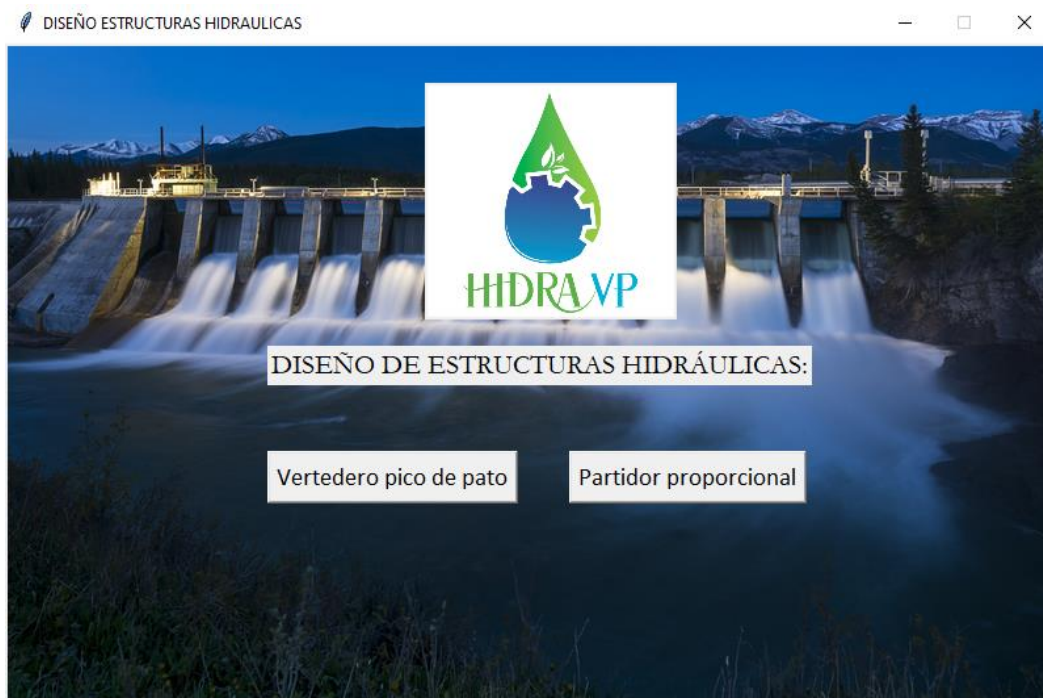 DISEÑO ESTRUCTURAS HIDRAULICAS
HIDRA VP
DISEÑO DE ESTRUCTURAS HIDRÁULICAS:
Vertedero pico de pato
Partidor proporcional